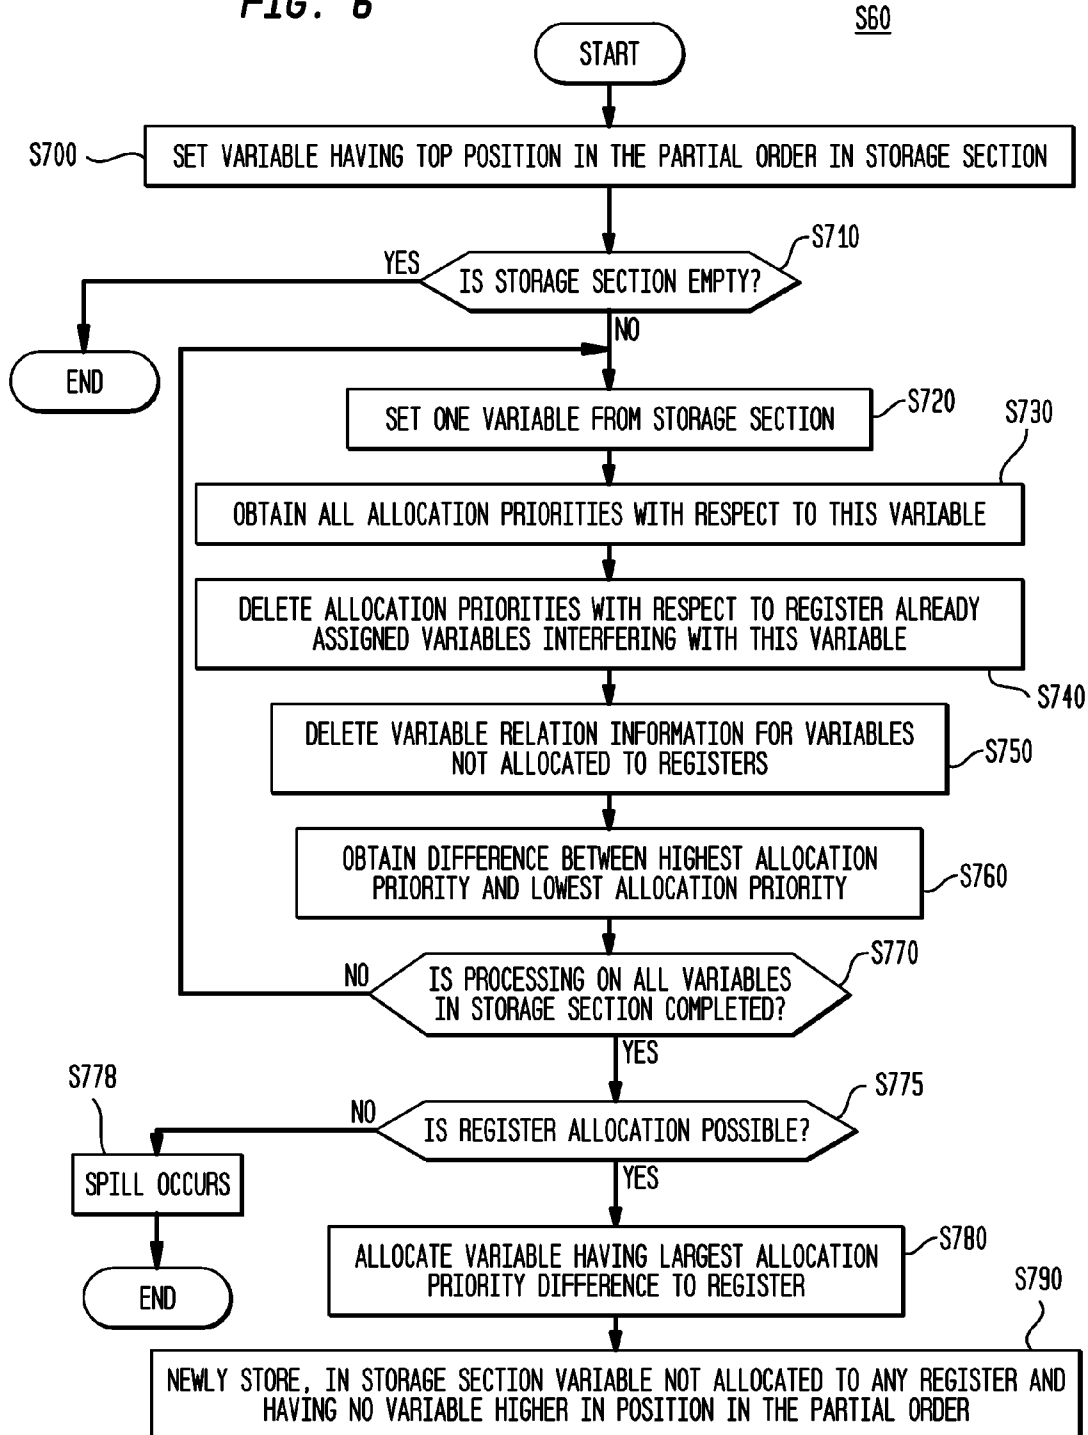 FIG. 6
S60
START
S700
SET VARIABLE HAVING TOP POSITION IN THE PARTIAL ORDER IN STORAGE SECTION
S710
YES
IS STORAGE SECTION EMPTY?
NO
END
S720
SET ONE VARIABLE FROM STORAGE SECTION
S730
OBTAIN ALL ALLOCATION PRIORITIES WITH RESPECT TO THIS VARIABLE
DELETE ALLOCATION PRIORITIES WITH RESPECT TO REGISTER ALREADY
ASSIGNED VARIABLES INTERFERING WITH THIS VARIABLE
S740
DELETE VARIABLE RELATION INFORMATION FOR VARIABLES
NOT ALLOCATED TO REGISTERS
S750
OBTAIN DIFFERENCE BETWEEN HIGHEST ALLOCATION
PRIORITY AND LOWEST ALLOCATION PRIORITY
S760
S770
NO
IS PROCESSING ON ALL VARIABLES
IN STORAGE SECTION COMPLETED?
YES
S778
S775
NO
IS REGISTER ALLOCATION POSSIBLE?
YES
SPILL OCCURS
S780
ALLOCATE VARIABLE HAVING LARGEST ALLOCATION
PRIORITY DIFFERENCE TO REGISTER
END
S790
NEWLY STORE, IN STORAGE SECTION VARIABLE NOT ALLOCATED TO ANY REGISTER AND
HAVING NO VARIABLE HIGHER IN POSITION IN THE PARTIAL ORDER